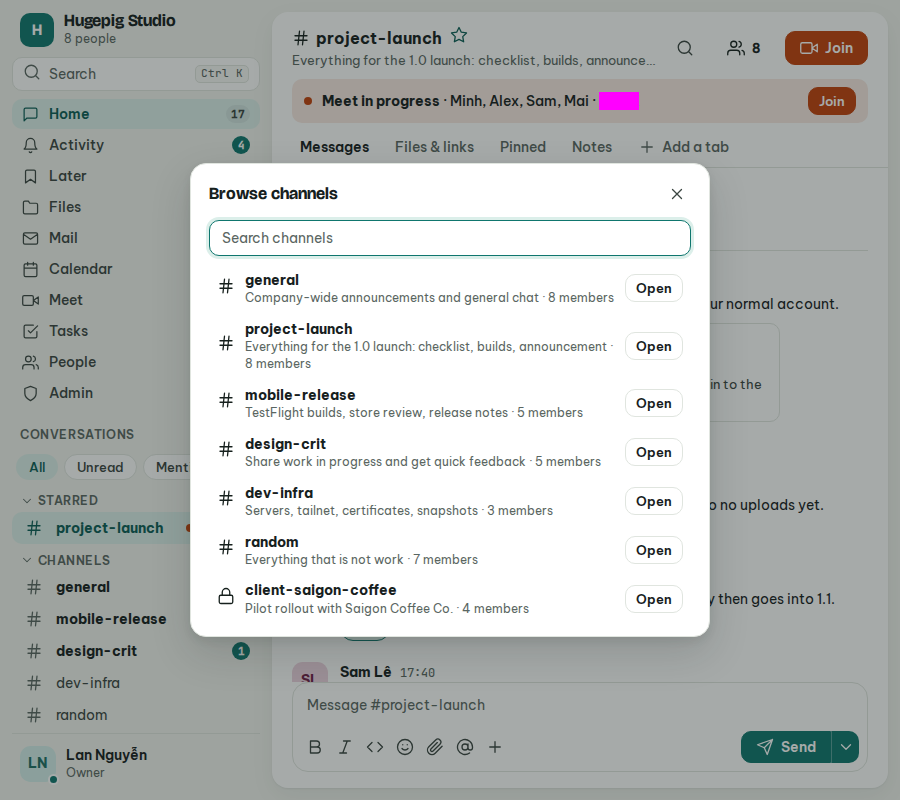 H
Hugepig Studio
8 people
Search
Ctrl K
Home
17
Activity
4
Later
Files
Mail
Calendar
Meet
Tasks
People
Admin
CONVERSATIONS
All
Unread
Ment
STARRED
project-launch
CHANNELS
general
mobile-release
design-crit
1
dev-infra
random
LN
Lan Nguyễn
Owner
# project-launch
Everything for the 1.0 launch: checklist, builds, announce...
8
Join
Meet in progress · Minh, Alex, Sam, Mai ·
Join
Messages
Files & links
Pinned
Notes
Add a tab
ur normal account.
in to the
o no uploads yet.
y then goes into 1.1.
SL
Sam Lê 17:40
Message #project-launch
Send
Browse channels
Search channels
general
Company-wide announcements and general chat · 8 members
Open
project-launch
Everything for the 1.0 launch: checklist, builds, announcement ·
8 members
Open
mobile-release
TestFlight builds, store review, release notes · 5 members
Open
design-crit
Share work in progress and get quick feedback · 5 members
Open
dev-infra
Servers, tailnet, certificates, snapshots · 3 members
Open
random
Everything that is not work · 7 members
Open
client-saigon-coffee
Pilot rollout with Saigon Coffee Co. · 4 members
Open